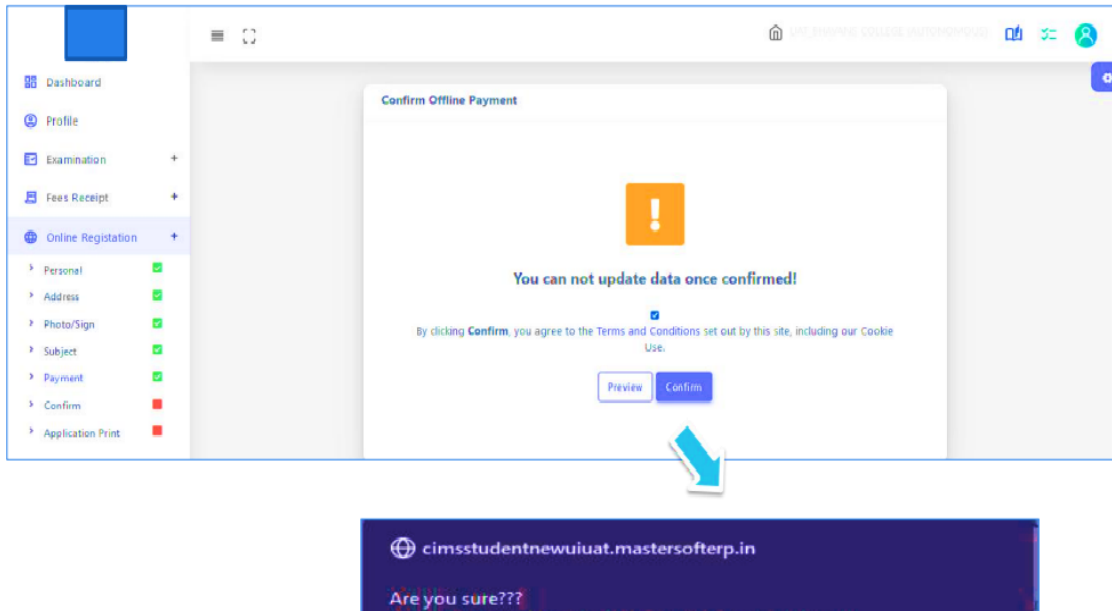 Dashboard
Profile
Examination +
Fees Receipt +
Online Registation +
Personal
Address
Photo/Sign
Subject
Payment
Confirm
Application Print
Confirm Offline Payment
!
You can not update data once confirmed!
By clicking Confirm, you agree to the Terms and Conditions set out by this site, including our Cookie
Use.
Preview Confirm
cimsstudentnewuiuat.mastersofterp.in
Are you sure???